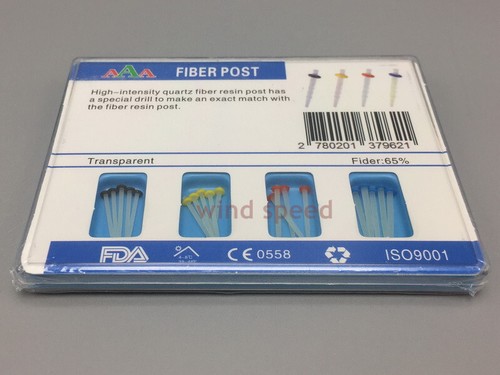 AAA FIBER POST
High-intensity quartz fiber resin post has
a special drill to make an exact match with
the fiber resin post.
2 780201 379621
Transparent Fider:65%
wind speed
FDA CE 0558 ISO9001